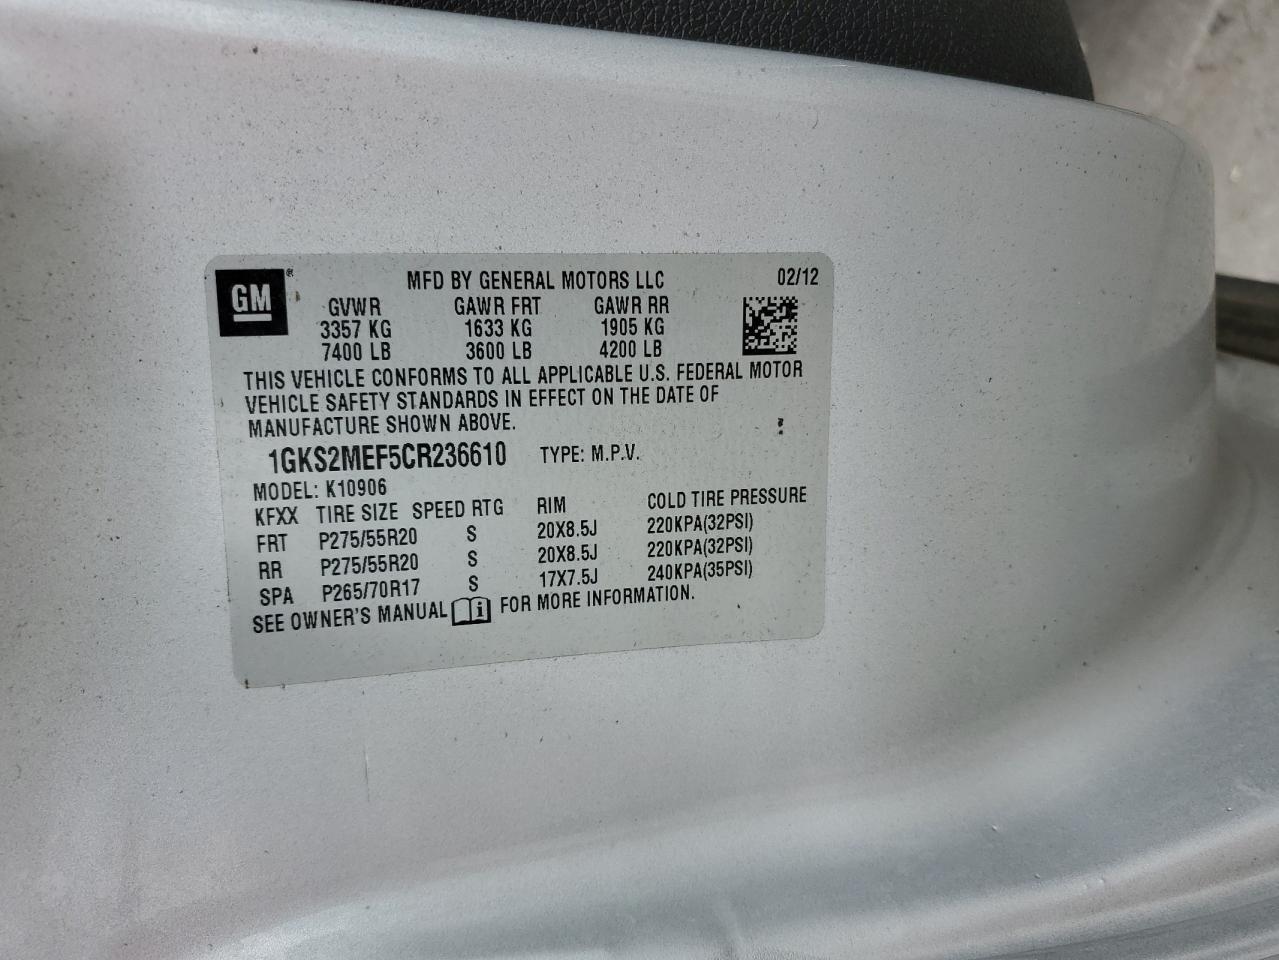 GM ® MFD BY GENERAL MOTORS LLC 02/12
GVWR GAWR FRT GAWR RR
3357 KG 1633 KG 1905 KG
7400 LB 3600 LB 4200 LB
THIS VEHICLE CONFORMS TO ALL APPLICABLE U.S. FEDERAL MOTOR
VEHICLE SAFETY STANDARDS IN EFFECT ON THE DATE OF
MANUFACTURE SHOWN ABOVE.
1GKS2MEF5CR236610 TYPE: M.P.V.
MODEL: K10906
KFXX TIRE SIZE SPEED RTG RIM COLD TIRE PRESSURE
FRT P275/55R20 S 20X8.5J 220KPA(32PSI)
RR P275/55R20 S 20X8.5J 220KPA(32PSI)
SPA P265/70R17 S 17X7.5J 240KPA(35PSI)
SEE OWNER'S MANUAL i FOR MORE INFORMATION.